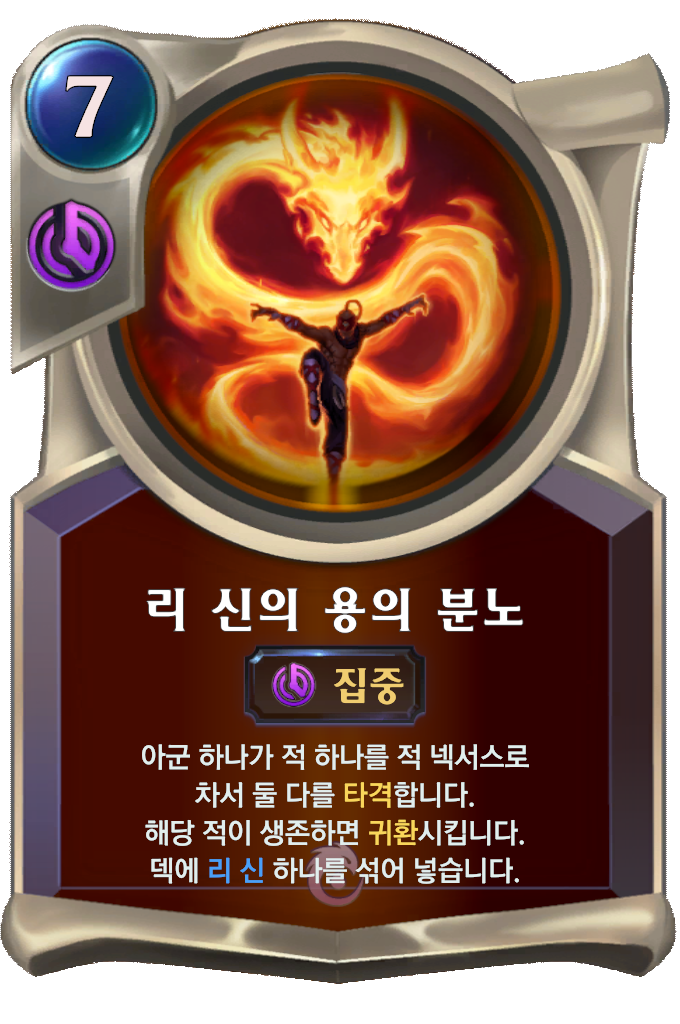 7
리 신의 용의 분노
집중
아군 하나가 적 하나를 적 넥서스로
차서 둘 다를 타격합니다.
해당 적이 생존하면 귀환시킵니다.
덱에 리 신 하나를 섞어 넣습니다.